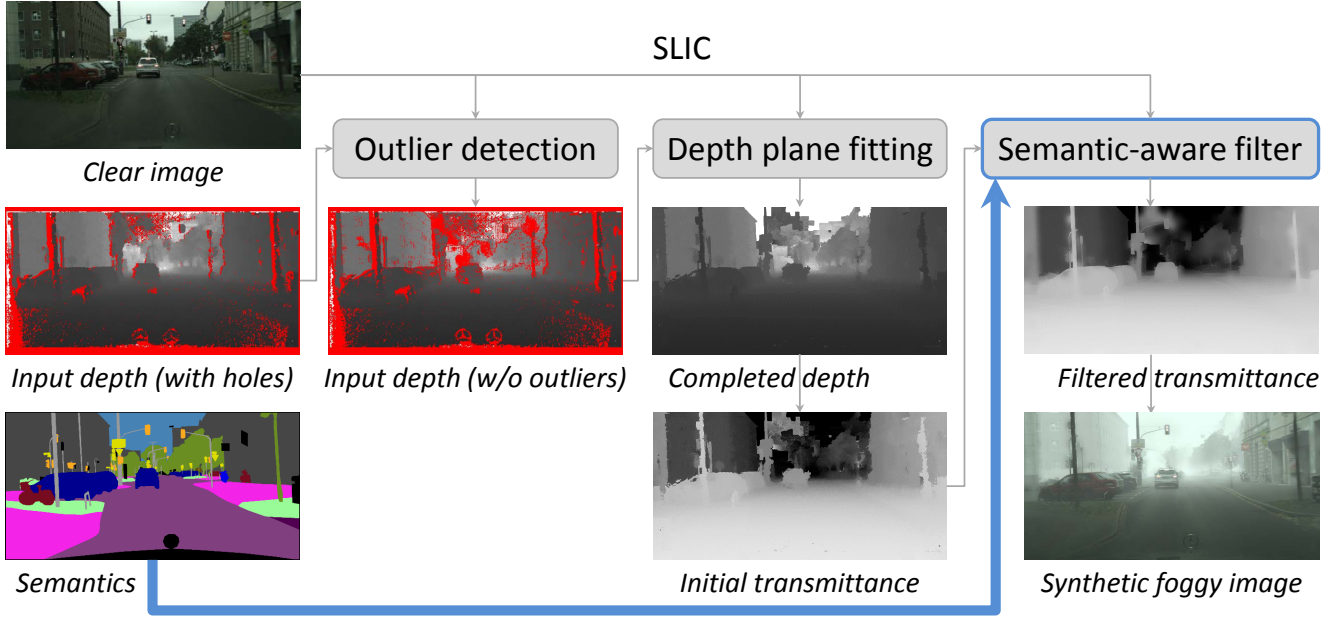 SLIC
Outlier detection
Depth plane fitting
Semantic-aware filter
Clear image
Input depth (with holes)
Input depth (w/o outliers)
Completed depth
Filtered transmittance
Semantics
Initial transmittance
Synthetic foggy image